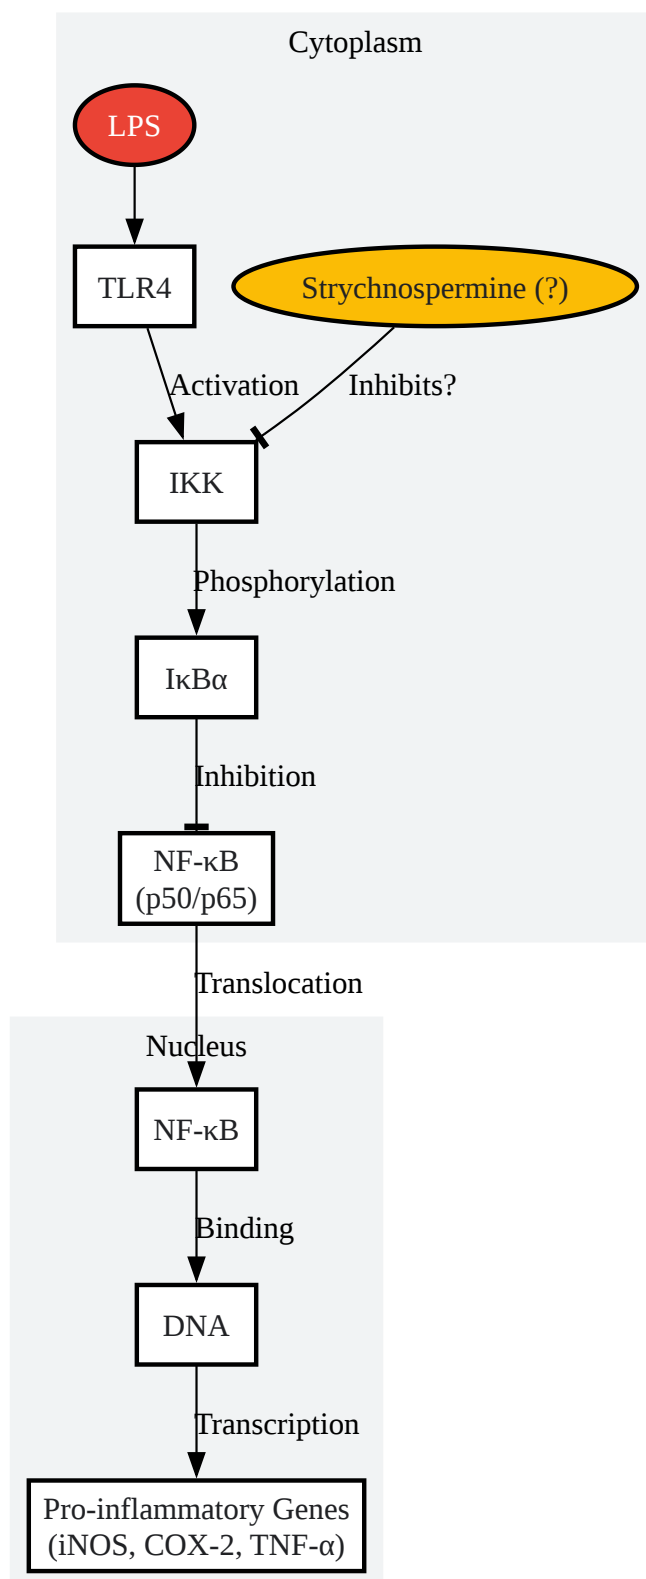 Cytoplasm
LPS
TLR4
Strychnospermine (?)
Activation
Inhibits?
IKK
Phosphorylation
IκBα
Inhibition
NF-κB
(p50/p65)
Translocation
Nucleus
NF-κB
Binding
DNA
Transcription
Pro-inflammatory Genes
(iNOS, COX-2, TNF-α)